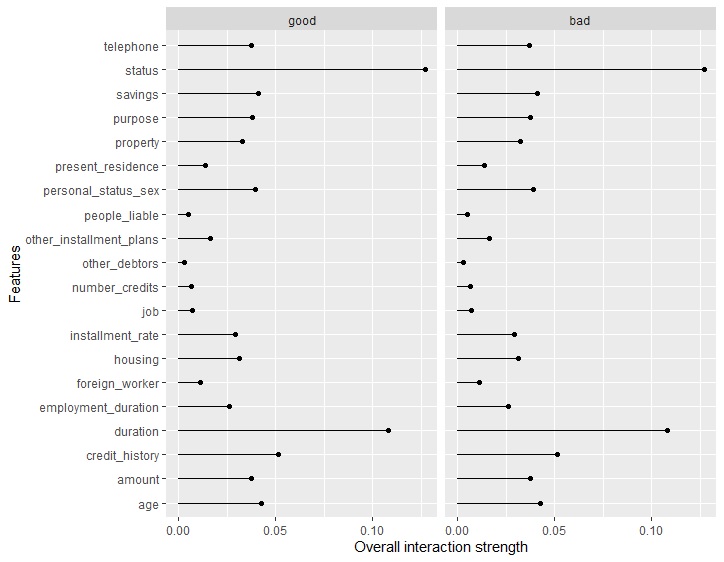 good bad
telephone
status
savings
purpose
property
present_residence
personal_status_sex
people_liable
other_installment_plans
other_debtors
number_credits
job
installment_rate
housing
foreign_worker
employment_duration
duration
credit_history
amount
age
Features
0.00 0.05 0.10 0.00 0.05 0.10
Overall interaction strength